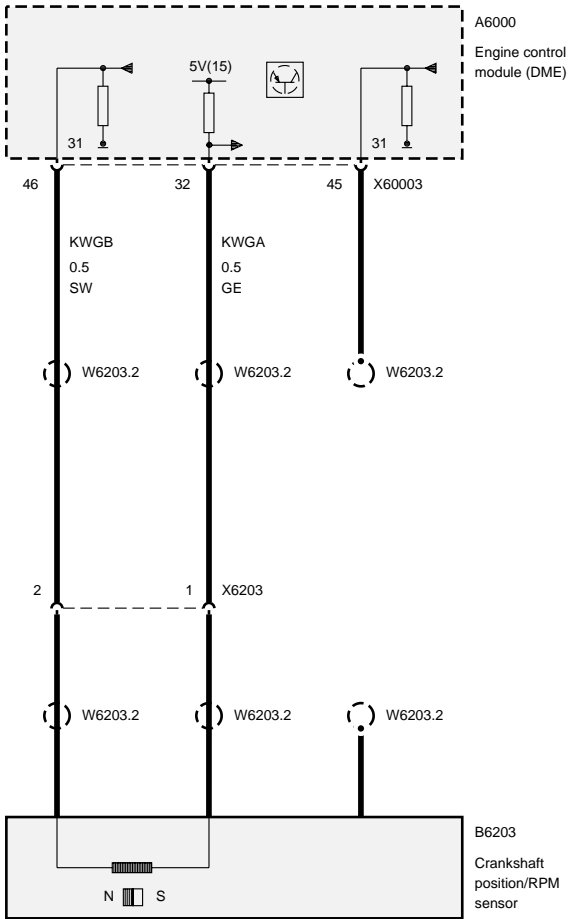 A6000
Engine control
module (DME)
5V(15)
31
31
46
32
45
X60003
KWGB
0.5
SW
KWGA
0.5
GE
W6203.2
W6203.2
W6203.2
2
1
X6203
W6203.2
W6203.2
W6203.2
B6203
Crankshaft
position/RPM
sensor
N
S